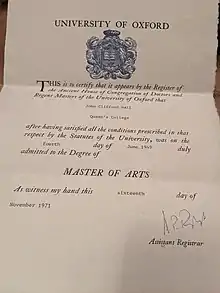 UNIVERSITY OF OXFORD
THIS is to certify that it appears by the Register of
the Ancient House of Congregation of Doctors and
Regent Masters of the University of Oxford that
John Clifford
Queen's College
after having satisfied all the conditions prescribed in that
respect by the Statutes of the University, was on the
fourth day of June 1969 duly
admitted to the Degree of
MASTER OF ARTS
As witness my hand this sixteenth day of
November 1971
Assistant Registrar